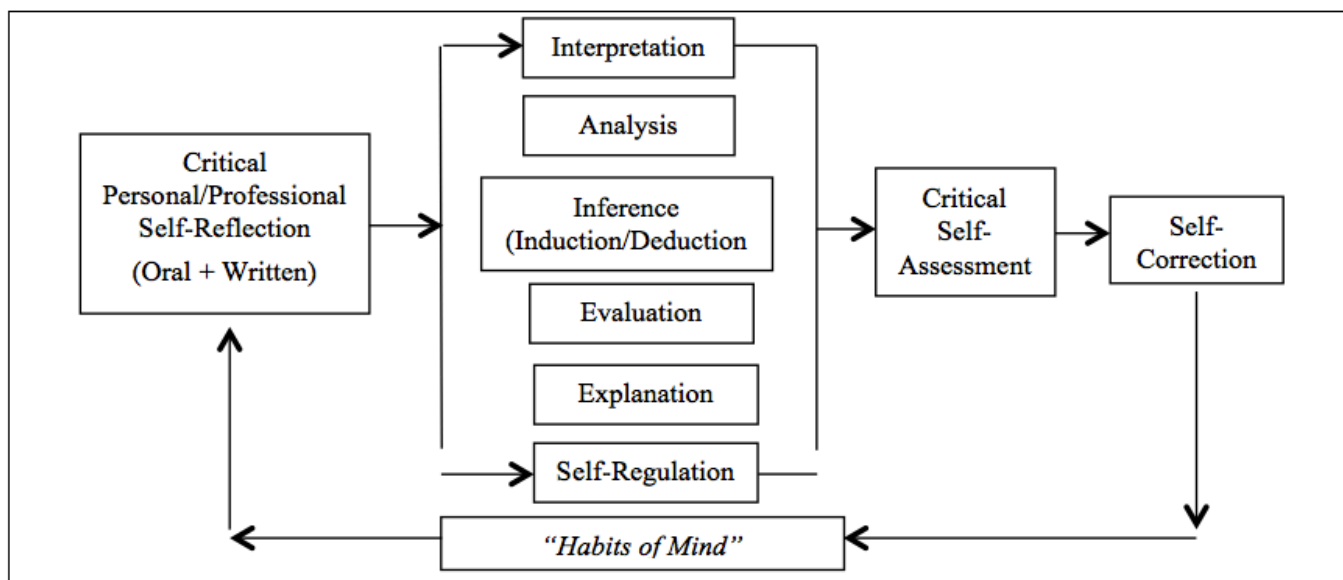 Interpretation
Analysis
Critical
Personal/Professional
Self-Reflection
(Oral + Written)
Inference
(Induction/Deduction
Evaluation
Explanation
Self-Regulation
Critical
Self-
Assessment
Self-
Correction
“Habits of Mind”